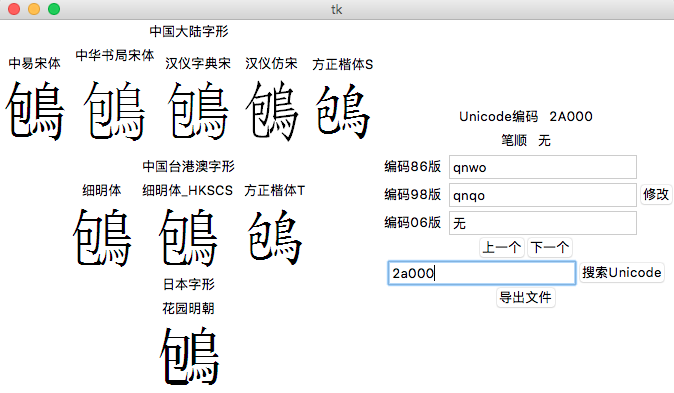 tk
中国大陆字形
中易宋体 中华书局宋体 汉仪字典宋 汉仪仿宋 方正楷体S
𪀀 𪀀 𪀀 𪀀 𪀀
中国台港澳字形
细明体 细明体_HKSCS 方正楷体T
𪀀 𪀀 𪀀
日本字形
花园明朝
𪀀
Unicode编码 2A000
笔顺 无
编码86版 qnwo
编码98版 qnqo 修改
编码06版 无
上一个 下一个
2a000 搜索Unicode
导出文件